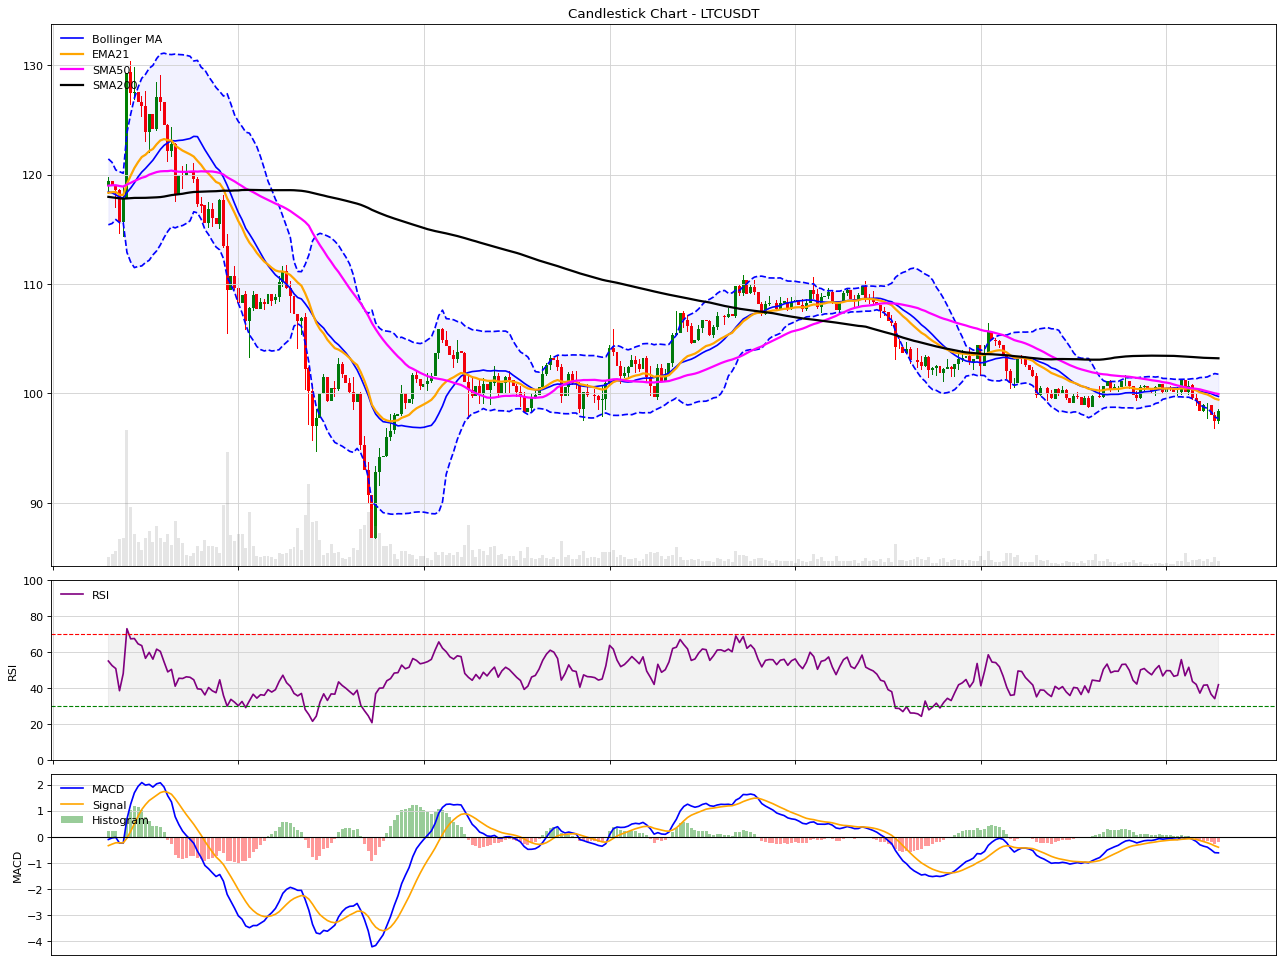 Candlestick Chart - LTCUSDT
Bollinger MA
EMA21
SMA50
SMA200
130
120
110
100
90
100
80
60
40
20
0
RSI
RSI
2
1
0
−1
−2
−3
−4
MACD
MACD
Signal
Histogram